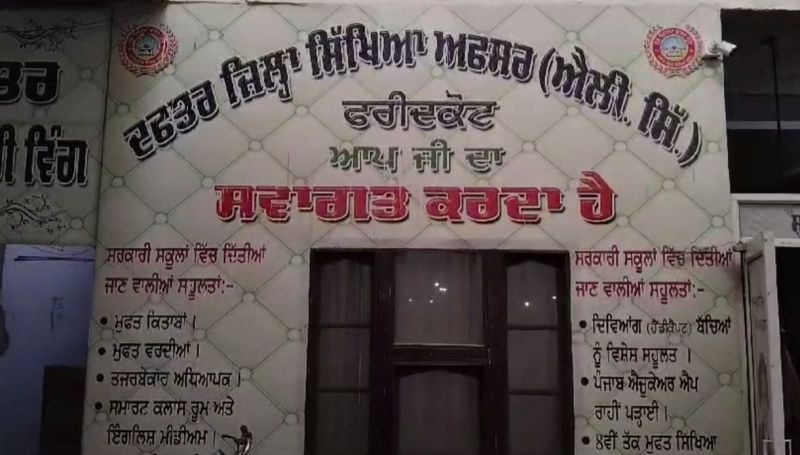 ਦਫਤਰ ਜ਼ਿਲ੍ਹਾ ਸਿੱਖਿਆ ਅਫਸਰ (ਐਲੀ. ਸਿੱ.)
ਫਰੀਦਕੋਟ
ਆਪ ਜੀ ਦਾ
ਸਵਾਗਤ ਕਰਦਾ ਹੈ
ਤਰ
ੀ ਵਿੰਗ
ਸਰਕਾਰੀ ਸਕੂਲਾਂ ਵਿੱਚ ਦਿੱਤੀਆਂ
ਜਾਣ ਵਾਲੀਆਂ ਸਹੂਲਤਾਂ:-
• ਮੁਫਤ ਕਿਤਾਬਾਂ।
• ਮੁਫਤ ਵਰਦੀਆਂ।
• ਤਜਰਬੇਕਾਰ ਅਧਿਆਪਕ।
• ਸਮਾਰਟ ਕਲਾਸ ਰੂਮ ਅਤੇ
ਇੰਗਲਿਸ਼ ਮੀਡੀਅਮ।
ਸਰਕਾਰੀ ਸਕੂਲਾਂ ਵਿੱਚ ਦਿੱਤੀਆਂ
ਜਾਣ ਵਾਲੀਆਂ ਸਹੂਲਤਾਂ:-
• ਦਿਵਿਆਂਗ (ਹੈਂਡੀਕੈਪਟ) ਬੱਚਿਆਂ
ਨੂੰ ਵਿਸ਼ੇਸ਼ ਸਹੂਲਤ।
• ਪੰਜਾਬ ਐਜੂਕੇਅਰ ਐਪ
ਰਾਹੀਂ ਪੜ੍ਹਾਈ।
• 8ਵੀਂ ਤੱਕ ਮੁਫਤ ਸਿੱਖਿਆ